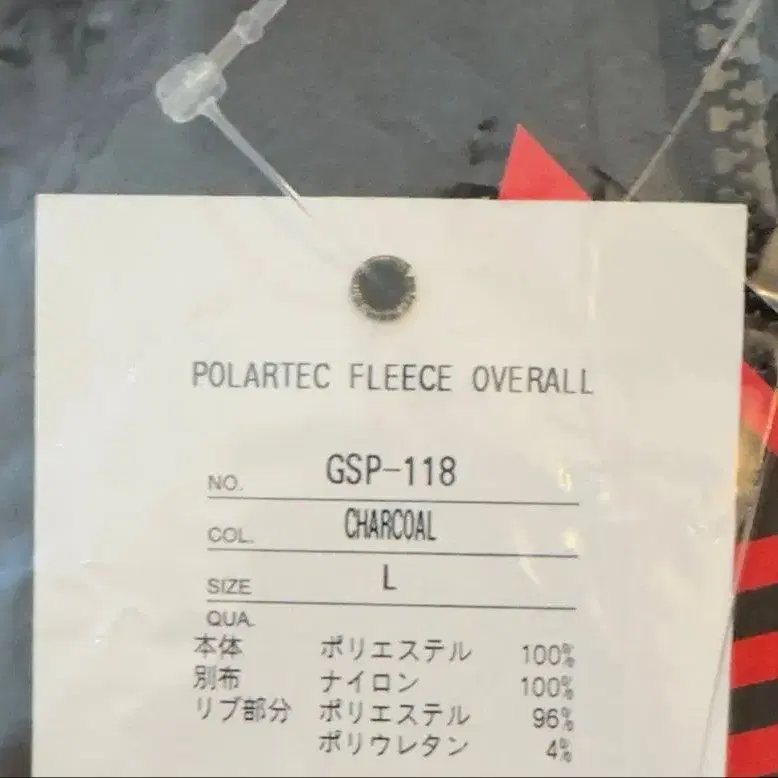 POLARTEC FLEECE OVERALL
NO. GSP-118
COL. CHARCOAL
SIZE L
QUA.
本体 ポリエステル 100%
別布 ナイロン 100%
リブ部分 ポリエステル 96%
ポリウレタン 4%